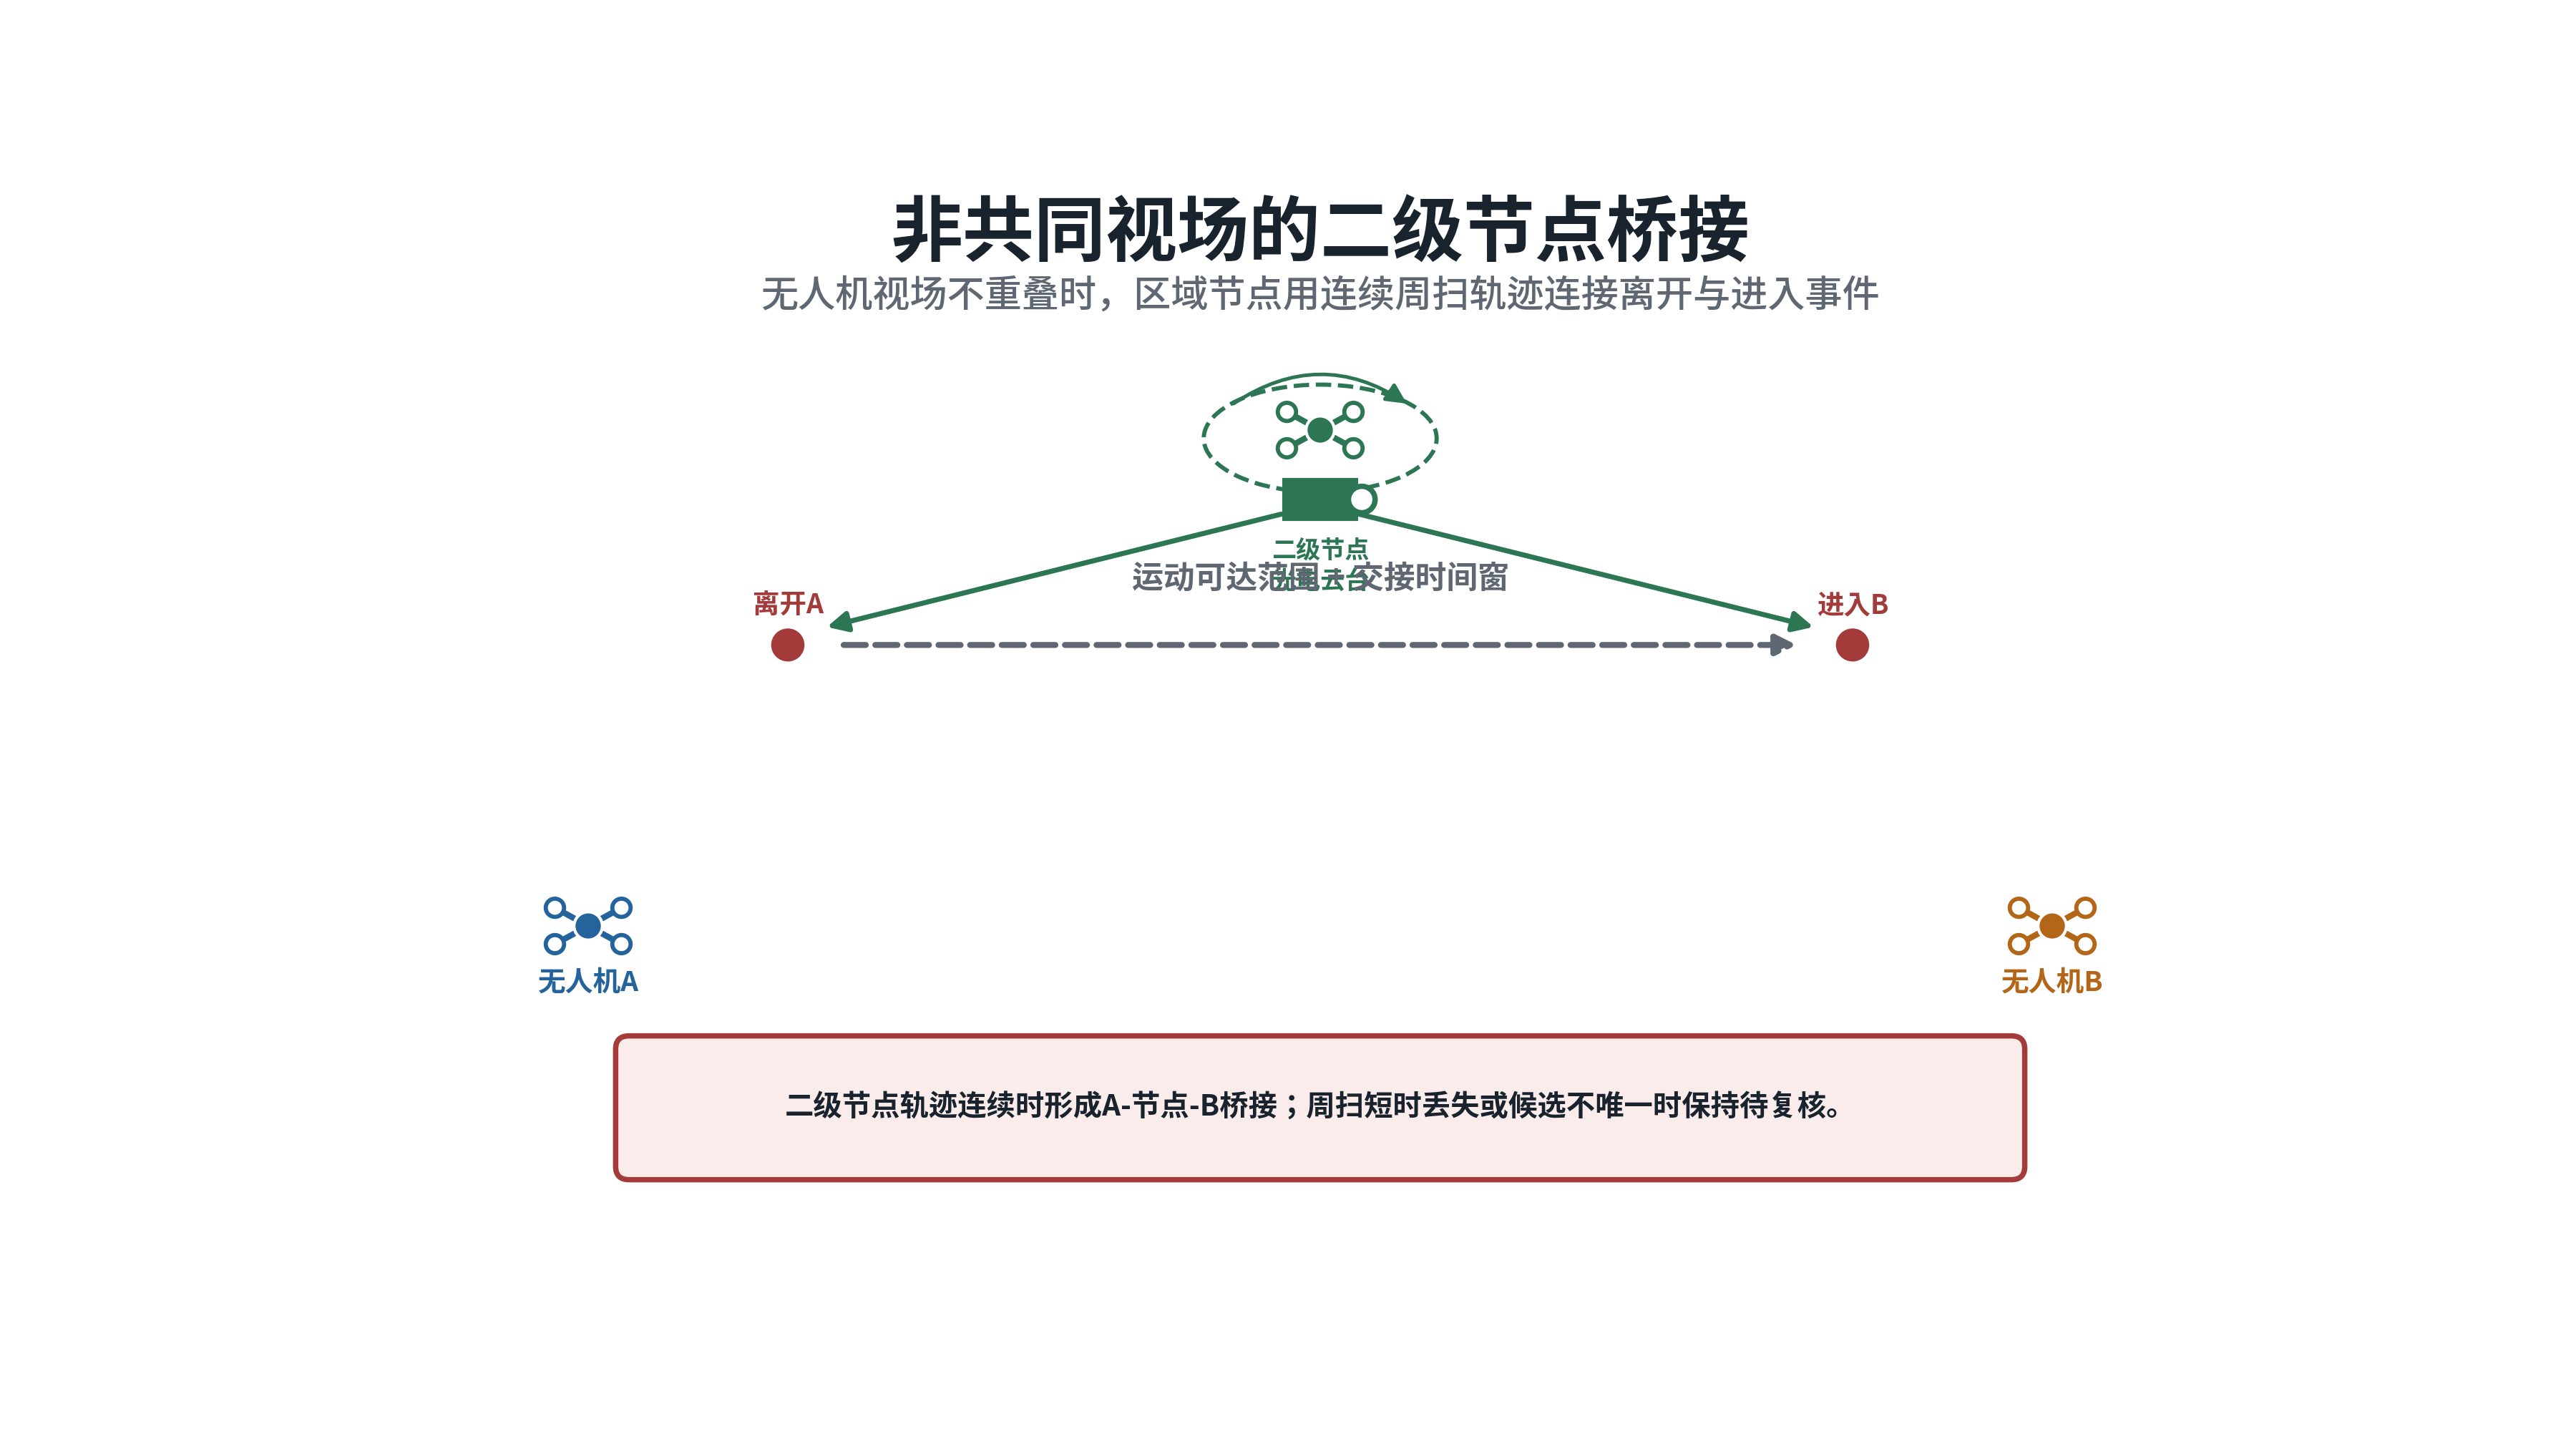 非共同视场的二级节点桥接
无人机视场不重叠时，区域节点用连续周扫轨迹连接离开与进入事件
二级节点
运动可达范围 + 交接时间窗
离开A
进入B
无人机A
无人机B
二级节点轨迹连续时形成A-节点-B桥接；周扫短时丢失或候选不唯一时保持待复核。